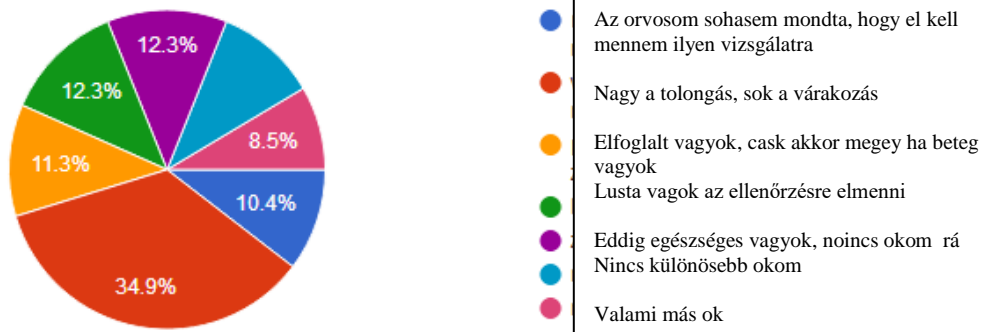 12.3%
12.3%
8.5%
11.3%
10.4%
34.9%
Az orvosom sohasem mondta, hogy el kell
mennem ilyen vizsgálatra
Nagy a tolongás, sok a várakozás
Elfoglalt vagyok, cask akkor megey ha beteg
vagyok
Lusta vagok az ellenőrzésre elmenni
Eddig egészséges vagyok, noincs okom rá
Nincs különösebb okom
Valami más ok